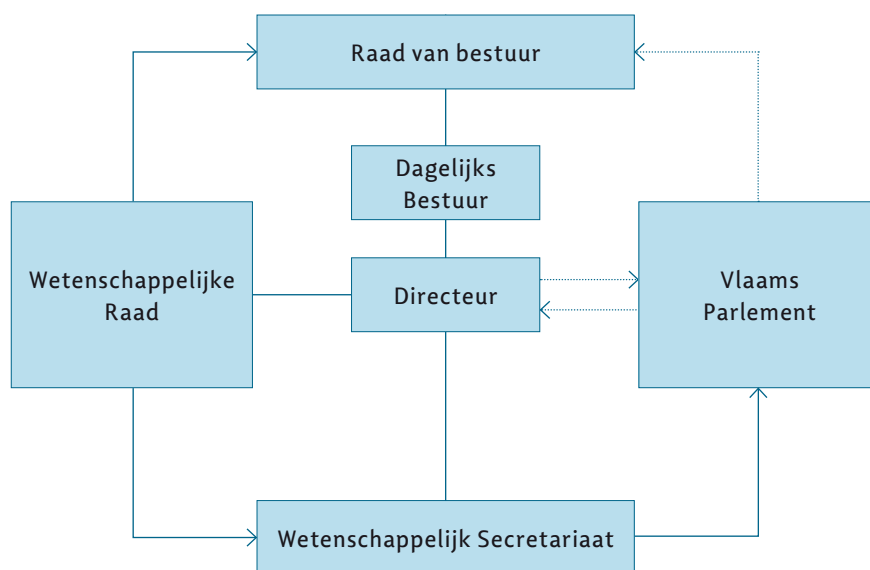 Raad van bestuur
Dagelijks
Bestuur
Wetenschappelijke
Raad
Directeur
Vlaams
Parlement
Wetenschappelijk Secretariaat